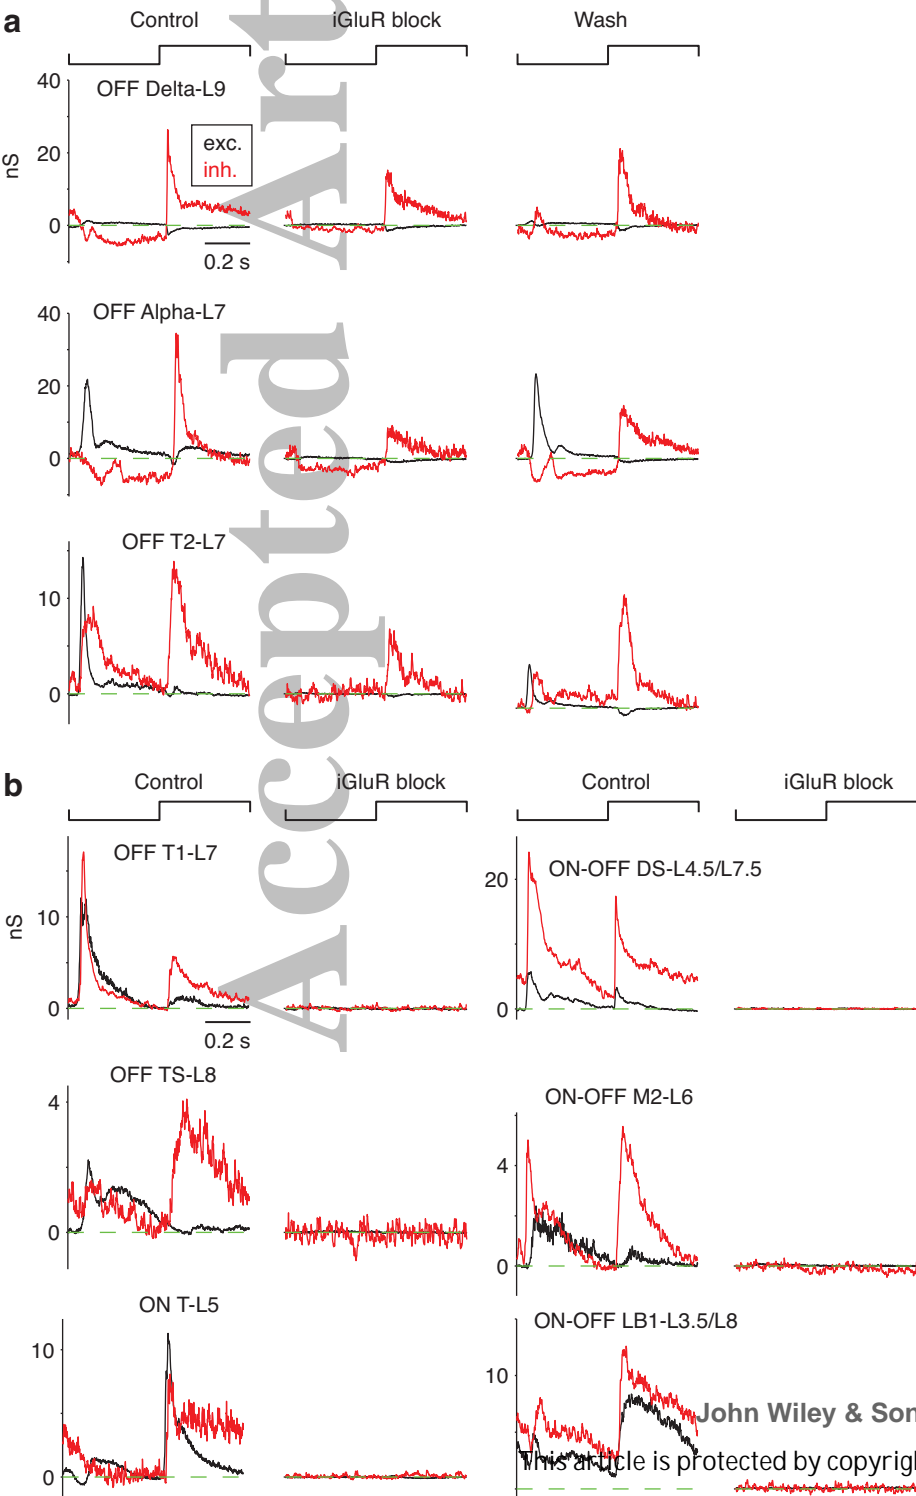 a
Control
iGluR block
Wash
OFF Delta-L9
40
20
0
nS
exc.
inh.
0.2 s
OFF Alpha-L7
40
20
0
OFF T2-L7
10
0
b
Control
iGluR block
Control
iGluR block
OFF T1-L7
10
0
nS
0.2 s
ON-OFF DS-L4.5/L7.5
20
0
OFF TS-L8
4
0
ON-OFF M2-L6
4
0
ON T-L5
10
0
ON-OFF LB1-L3.5/L8
10
Accepted Art
John Wiley & Son
This article is protected by copyrigh